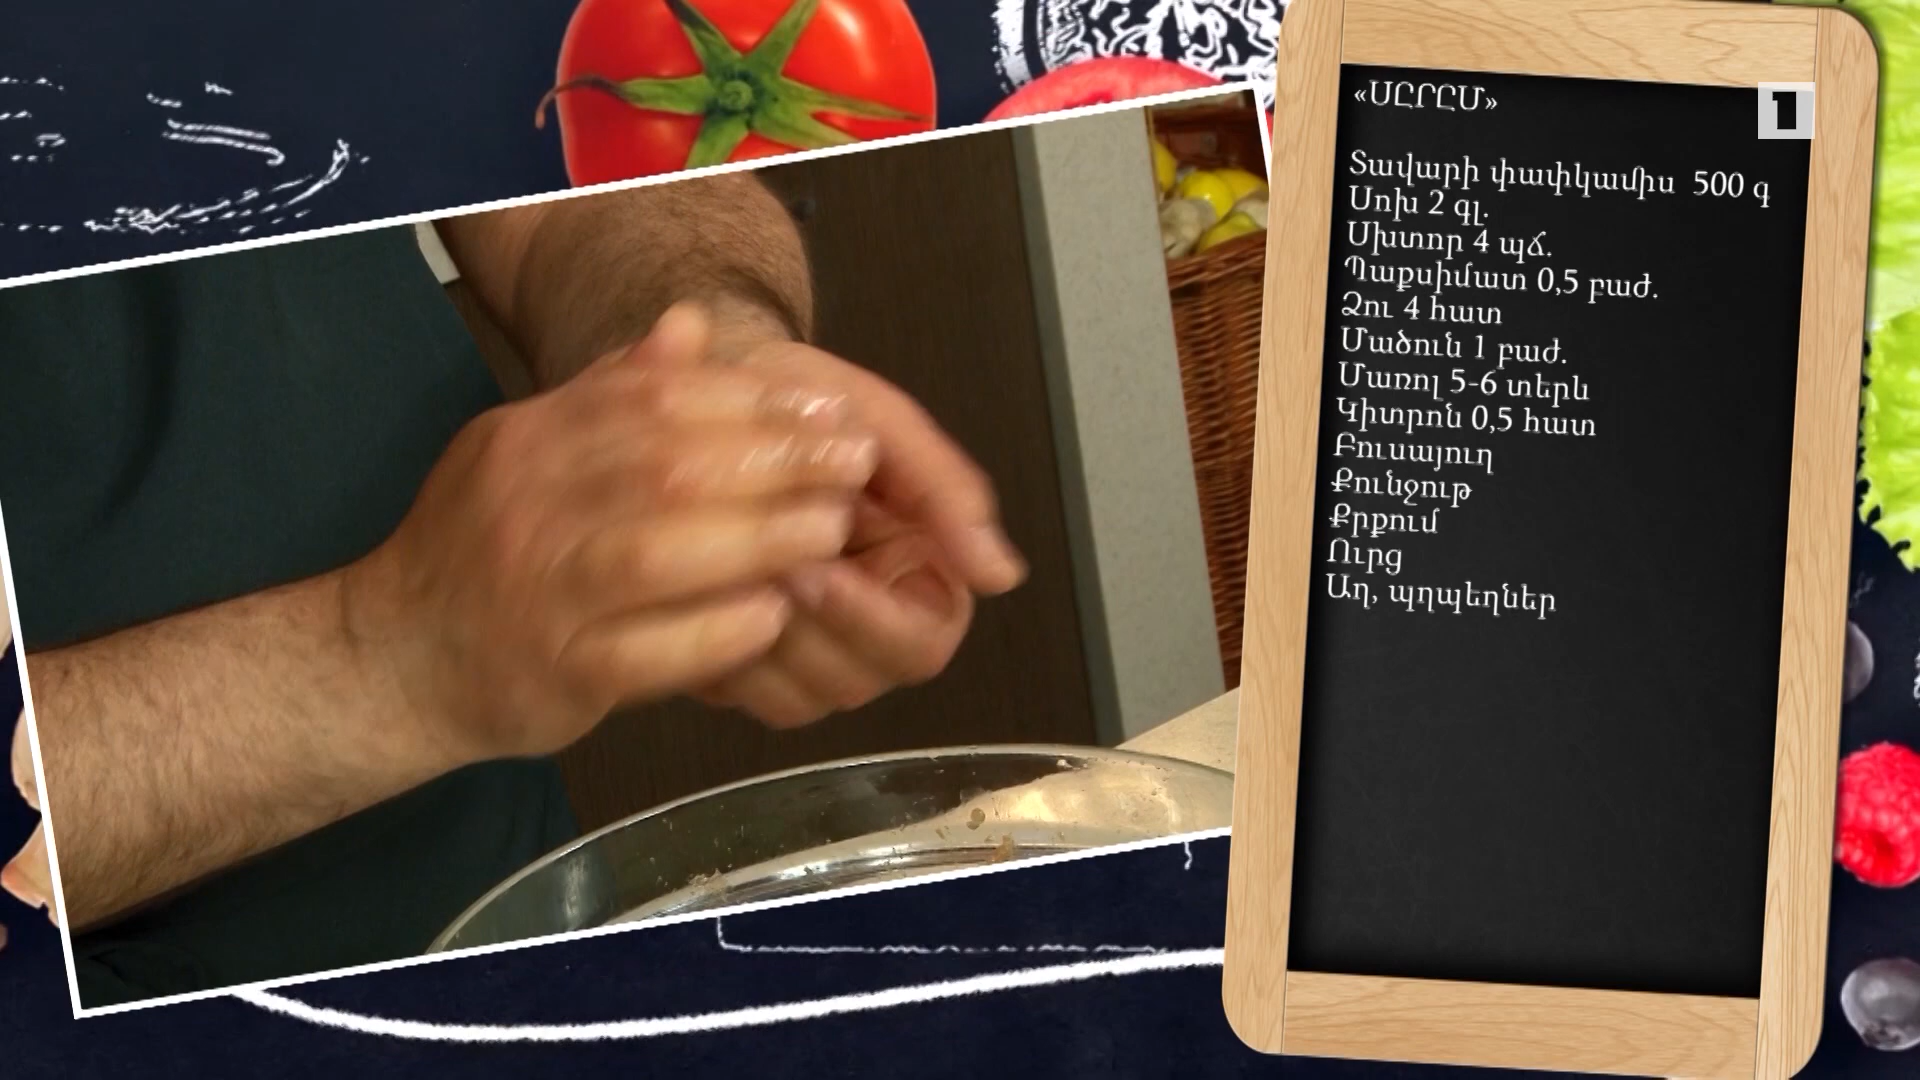 «ՍԸՐԸՄ»
1
Տավարի փափկամիս 500 գ
Սոխ 2 գլ.
Սխտոր 4 պճ.
Պաքսիմատ 0,5 բաժ.
Ձու 4 հատ
Մածուն 1 բաժ.
Մառոլ 5-6 տերև
Կիտրոն 0,5 հատ
Բուսայուղ
Քունջութ
Քրքում
Ուրց
Աղ, պղպեղներ